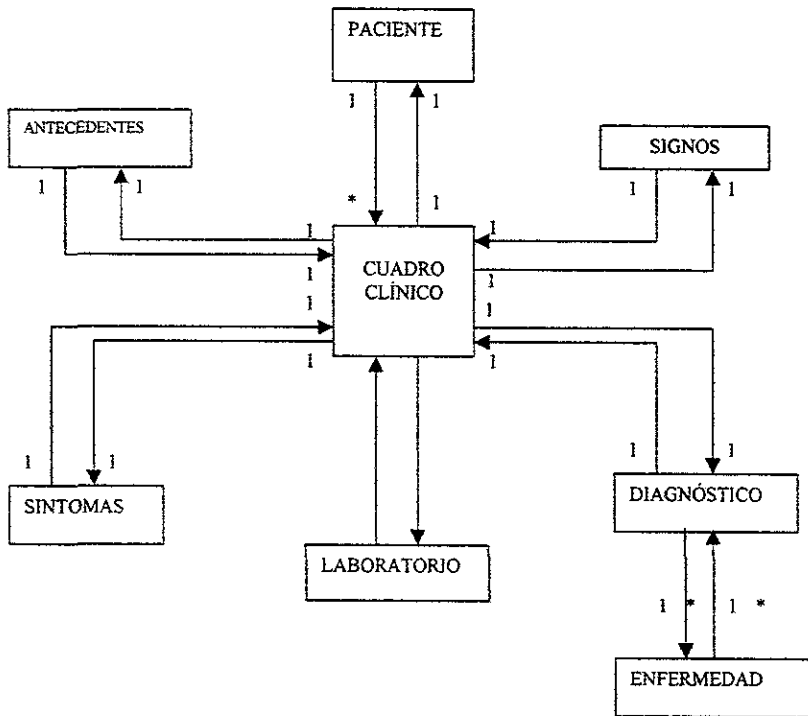 PACIENTE
1 1
ANTECEDENTES
SIGNOS
1 1
1 1
* 1
1 1
CUADRO
CLÍNICO
1 1
1 1
1 1
1 1
1 1
SINTOMAS
DIAGNÓSTICO
LABORATORIO
1 * 1 *
ENFERMEDAD